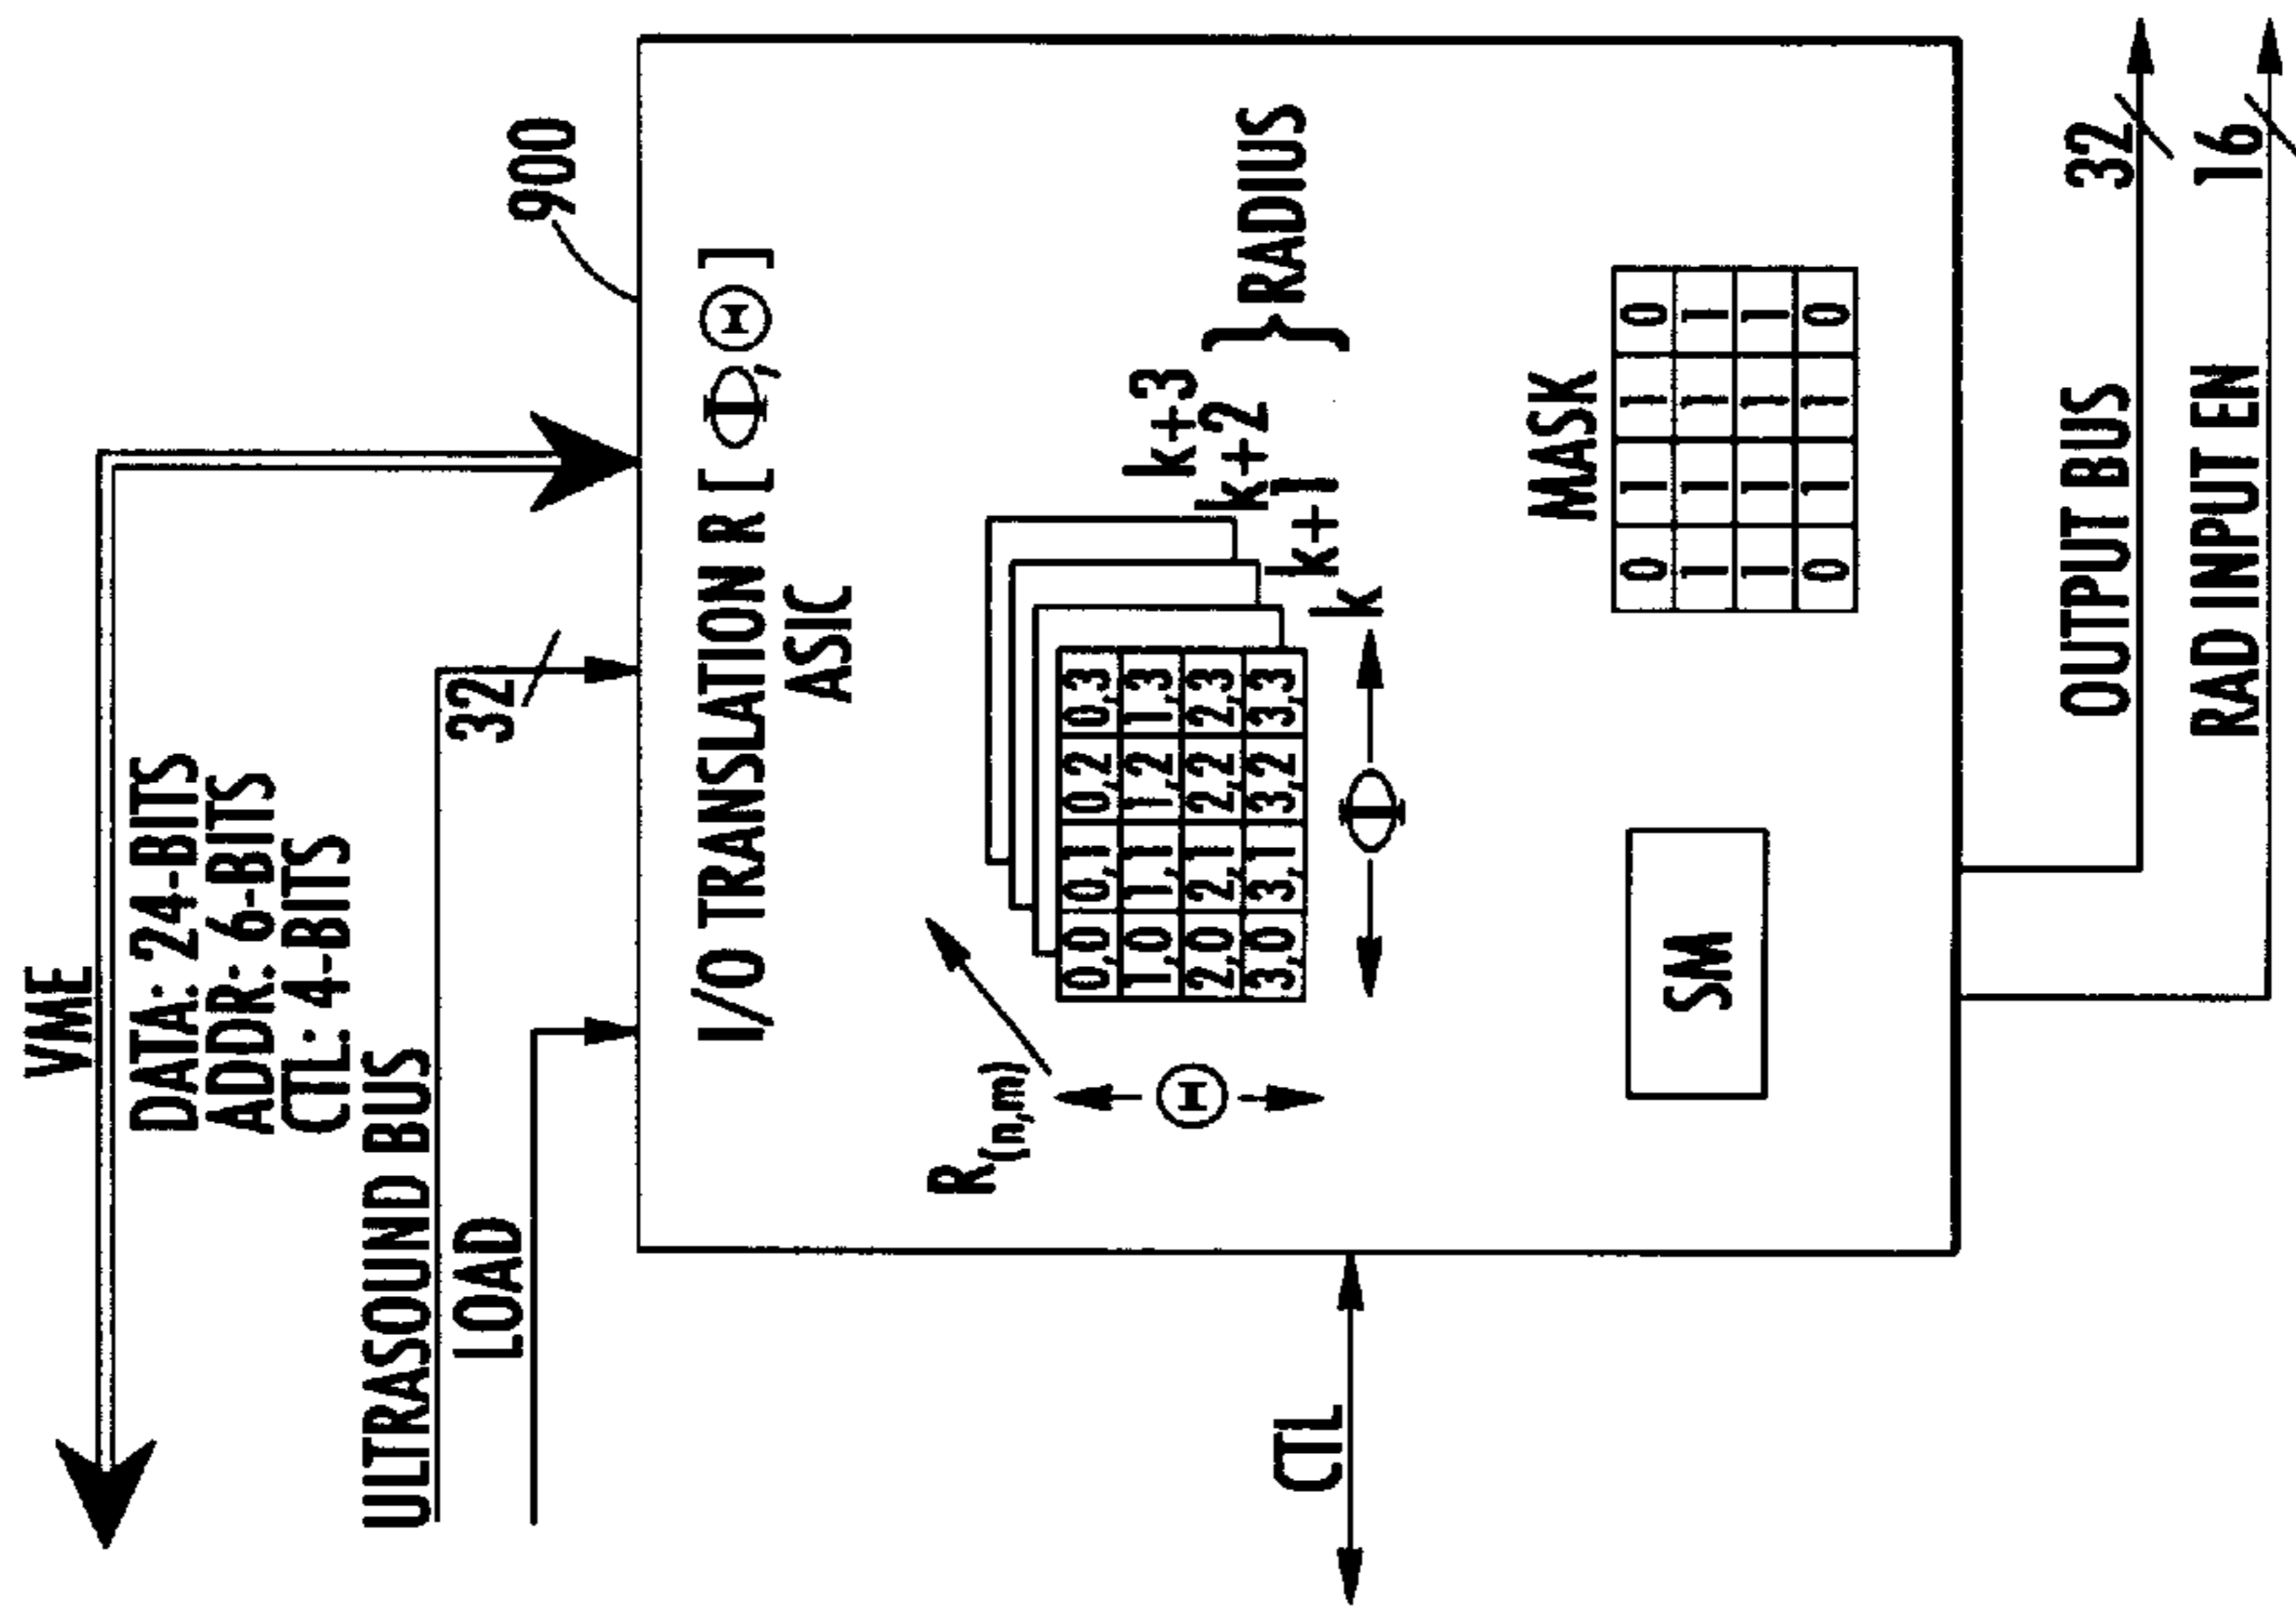 VME
DATA: 24-BITS
ADDR: 6-BITS
CTL: 4-BITS
ULTRASOUND BUS
32
LOAD
900
I/O TRANSLATION R [Φ,Θ]
ASIC
R(n,m)
k+3
k+2
k+1
k
} RADIUS
0,0 0,1 0,2 0,3
1,0 1,1 1,2 1,3
2,0 2,1 2,2 2,3
3,0 3,1 3,2 3,3
Θ
Φ
CTL
MASK
0 1 1 0
1 1 1 1
1 1 1 1
0 1 1 0
SM
OUTPUT BUS 32
RAD INPUT EN 16